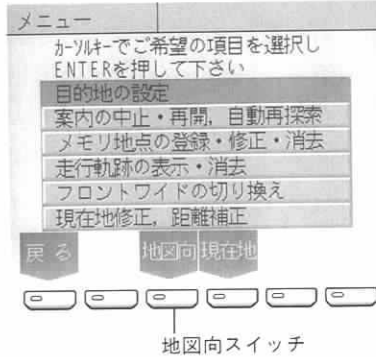 メニュー
カーソルキーでご希望の項目を選択し
ENTERを押して下さい
目的地の設定
案内の中止・再開，自動再探索
メモリ地点の登録・修正・消去
走行軌跡の表示・消去
フロントワイドの切り換え
現在地修正，距離補正
戻る 地図向 現在地
地図向スイッチ